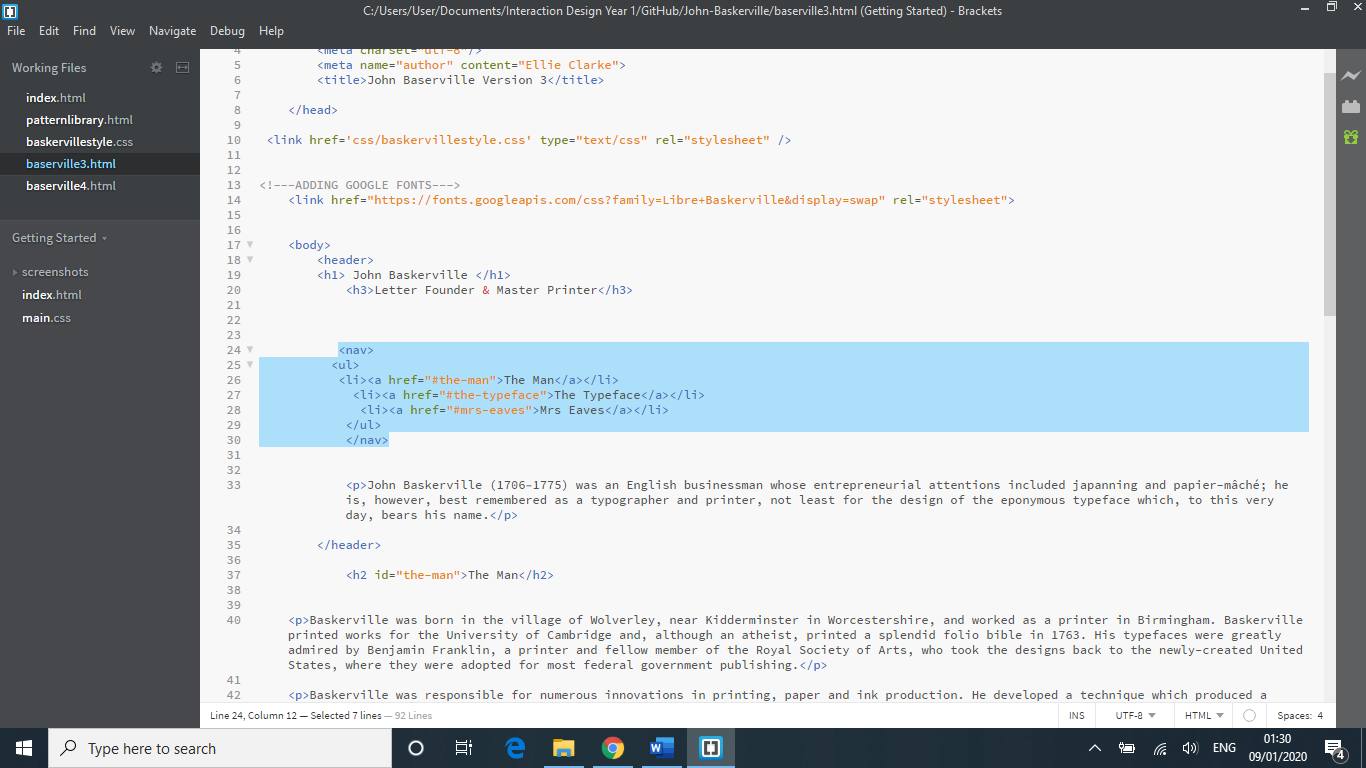 C:/Users/User/Documents/Interaction Design Year 1/GitHub/John-Baskerville/baserville3.html (Getting Started) - Brackets
File Edit Find View Navigate Debug Help
Working Files
index.html
patternlibrary.html
baskervillestyle.css
baserville3.html
baserville4.html
Getting Started
screenshots
index.html
main.css
4 <meta charset="utf-8"/>
5 <meta name="author" content="Ellie Clarke">
6 <title>John Baserville Version 3</title>
7
8 </head>
9
10 <link href='css/baskervillestyle.css' type="text/css" rel="stylesheet" />
11
12
13 <!---ADDING GOOGLE FONTS--->
14 <link href="https://fonts.googleapis.com/css?family=Libre+Baskerville&display=swap" rel="stylesheet">
15
16
17 <body>
18 <header>
19 <h1> John Baskerville </h1>
20 <h3>Letter Founder & Master Printer</h3>
21
22
23
24 <nav>
25 <ul>
26 <li><a href="#the-man">The Man</a></li>
27 <li><a href="#the-typeface">The Typeface</a></li>
28 <li><a href="#mrs-eaves">Mrs Eaves</a></li>
29 </ul>
30 </nav>
31
32
33 <p>John Baskerville (1706–1775) was an English businessman whose entrepreneurial attentions included japanning and papier-mâché; he
is, however, best remembered as a typographer and printer, not least for the design of the eponymous typeface which, to this very
day, bears his name.</p>
34
35 </header>
36
37 <h2 id="the-man">The Man</h2>
38
39
40 <p>Baskerville was born in the village of Wolverley, near Kidderminster in Worcestershire, and worked as a printer in Birmingham. Baskerville
printed works for the University of Cambridge and, although an atheist, printed a splendid folio bible in 1763. His typefaces were greatly
admired by Benjamin Franklin, a printer and fellow member of the Royal Society of Arts, who took the designs back to the newly-created United
States, where they were adopted for most federal government publishing.</p>
41
42 <p>Baskerville was responsible for numerous innovations in printing, paper and ink production. He developed a technique which produced a
Line 24, Column 12 — Selected 7 lines — 92 Lines
INS UTF-8 HTML Spaces: 4
Type here to search
ENG
01:30
09/01/2020
4